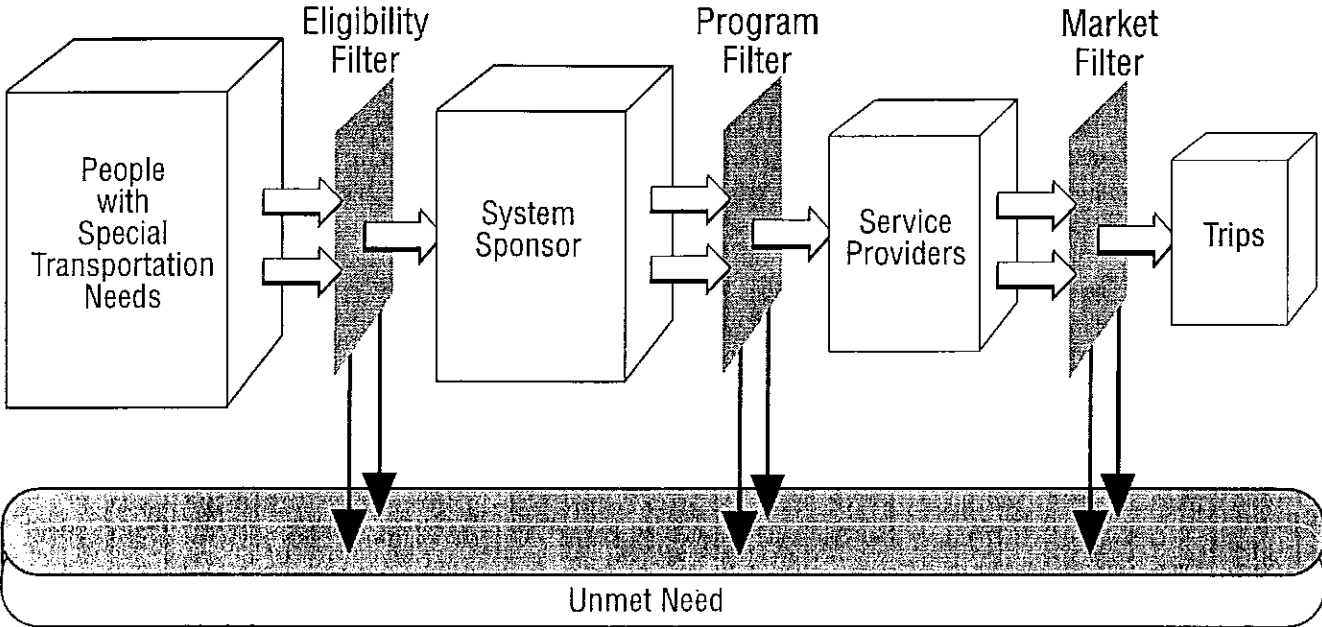 Eligibility
Filter
Program
Filter
Market
Filter
People
with
Special
Transportation
Needs
System
Sponsor
Service
Providers
Trips
Unmet Need